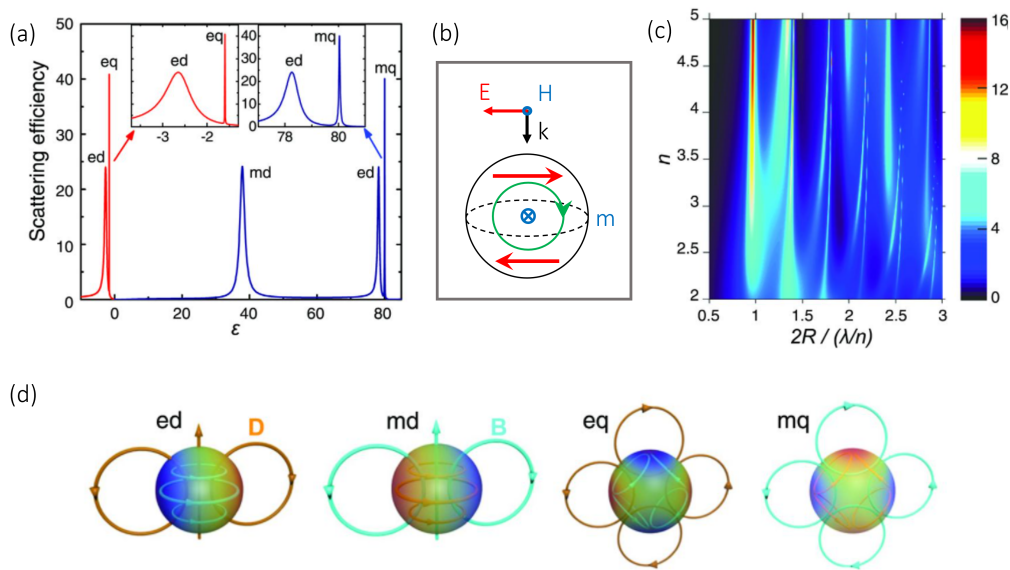 (a)
Scattering efficiency
50
40
30
20
10
0
0
20
40
60
80
ε
eq
ed
md
ed
mq
ed
eq
-3
-2
ed
mq
40
30
20
10
0
78
80
(b)
E
H
k
m
(c)
n
5
4.5
4
3.5
3
2.5
2
0.5
1
1.5
2
2.5
3
2R / (λ/n)
16
12
8
4
0
(d)
ed
D
md
B
eq
mq